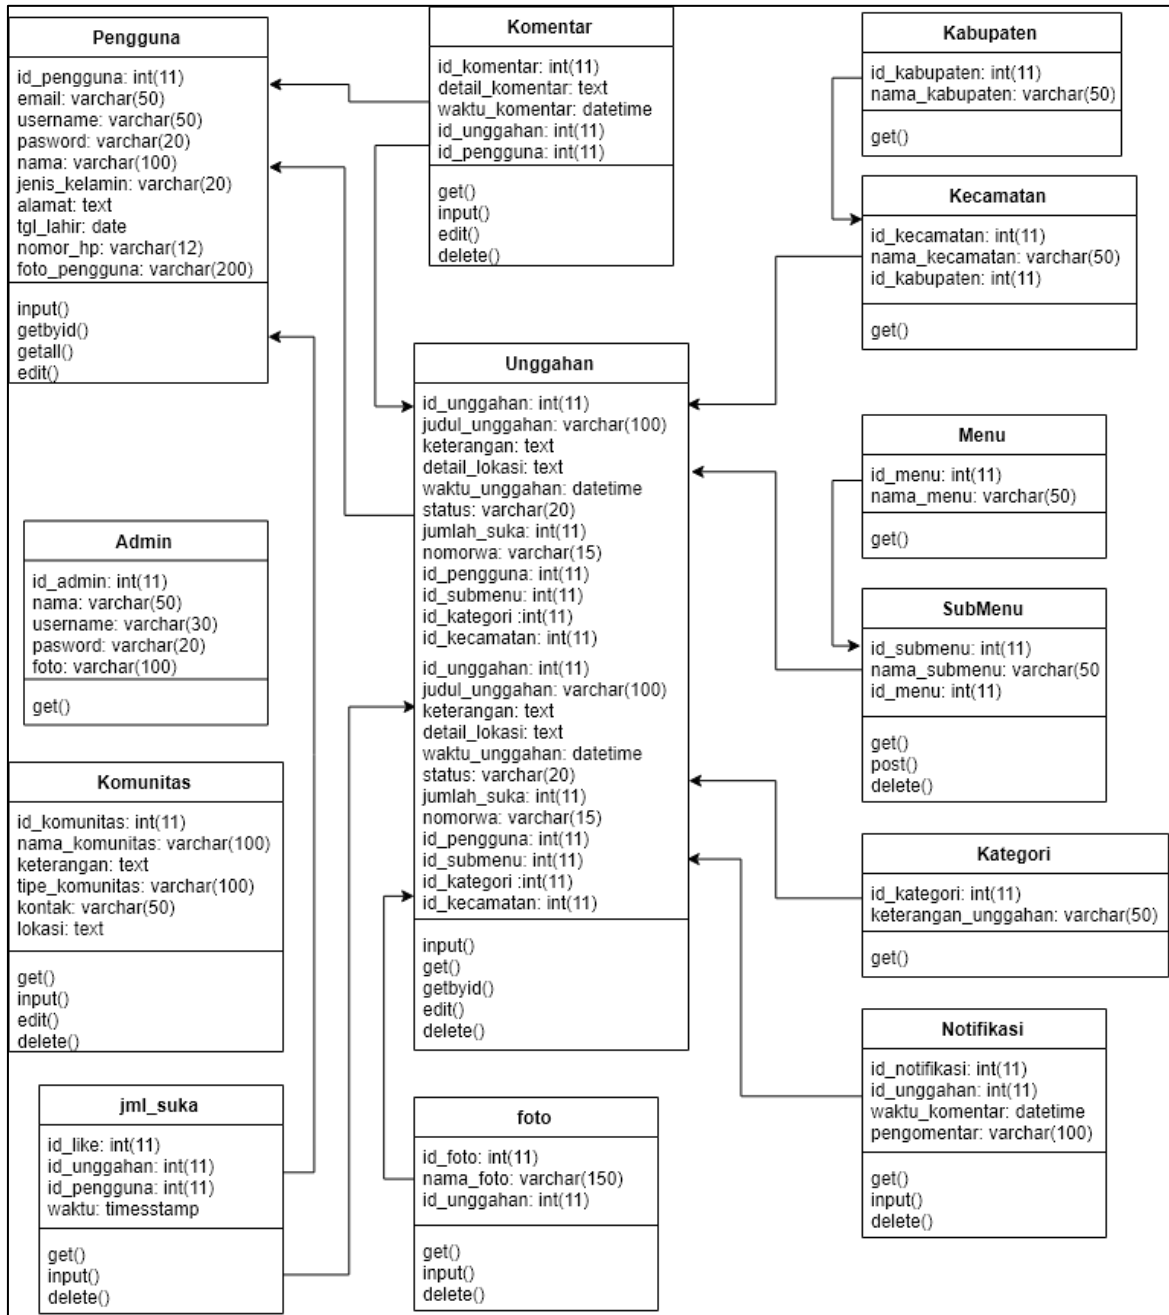 Pengguna
id_pengguna: int(11)
email: varchar(50)
username: varchar(50)
pasword: varchar(20)
nama: varchar(100)
jenis_kelamin: varchar(20)
alamat: text
tgl_lahir: date
nomor_hp: varchar(12)
foto_pengguna: varchar(200)
input()
getbyid()
getall()
edit()
Komentar
id_komentar: int(11)
detail_komentar: text
waktu_komentar: datetime
id_unggahan: int(11)
id_pengguna: int(11)
get()
input()
edit()
delete()
Kabupaten
id_kabupaten: int(11)
nama_kabupaten: varchar(50)
get()
Kecamatan
id_kecamatan: int(11)
nama_kecamatan: varchar(50)
id_kabupaten: int(11)
get()
Unggahan
id_unggahan: int(11)
judul_unggahan: varchar(100)
keterangan: text
detail_lokasi: text
waktu_unggahan: datetime
status: varchar(20)
jumlah_suka: int(11)
nomorwa: varchar(15)
id_pengguna: int(11)
id_submenu: int(11)
id_kategori :int(11)
id_kecamatan: int(11)
id_unggahan: int(11)
judul_unggahan: varchar(100)
keterangan: text
detail_lokasi: text
waktu_unggahan: datetime
status: varchar(20)
jumlah_suka: int(11)
nomorwa: varchar(15)
id_pengguna: int(11)
id_submenu: int(11)
id_kategori :int(11)
id_kecamatan: int(11)
input()
get()
getbyid()
edit()
delete()
Menu
id_menu: int(11)
nama_menu: varchar(50)
get()
Admin
id_admin: int(11)
nama: varchar(50)
username: varchar(30)
pasword: varchar(20)
foto: varchar(100)
get()
SubMenu
id_submenu: int(11)
nama_submenu: varchar(50
id_menu: int(11)
get()
post()
delete()
Komunitas
id_komunitas: int(11)
nama_komunitas: varchar(100)
keterangan: text
tipe_komunitas: varchar(100)
kontak: varchar(50)
lokasi: text
get()
input()
edit()
delete()
Kategori
id_kategori: int(11)
keterangan_unggahan: varchar(50)
get()
Notifikasi
id_notifikasi: int(11)
id_unggahan: int(11)
waktu_komentar: datetime
pengomentar: varchar(100)
get()
input()
delete()
jml_suka
id_like: int(11)
id_unggahan: int(11)
id_pengguna: int(11)
waktu: timesstamp
get()
input()
delete()
foto
id_foto: int(11)
nama_foto: varchar(150)
id_unggahan: int(11)
get()
input()
delete()